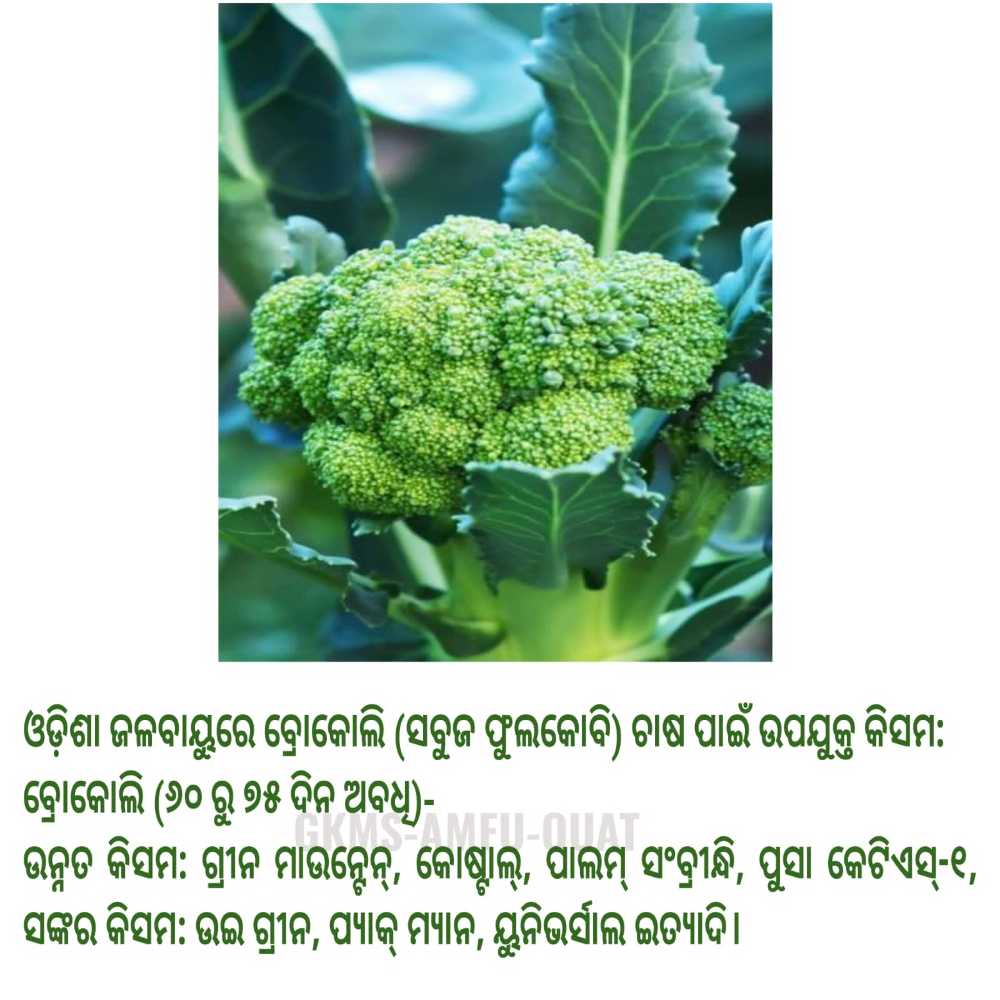 ଓଡ଼ିଶା ଜଳବାୟୁରେ ବ୍ରୋକୋଲି (ସବୁଜ ଫୁଲକୋବି) ଚାଷ ପାଇଁ ଉପଯୁକ୍ତ କିସମ:
ବ୍ରୋକୋଲି (୬୦ ରୁ ୭୫ ଦିନ ଅବଧି)-
GKMS-AMFU-OUAT
ଉନ୍ନତ କିସମ: ଗ୍ରୀନ ମାଉନ୍ଟେନ୍, କୋଷ୍ଟାଲ୍, ପାଲମ୍ ସଂବ୍ରୀନ୍ଧି, ପୁସା କେଟିଏସ୍-୧,
ସଙ୍କର କିସମ: ଉଇ ଗ୍ରୀନ, ପ୍ୟାକ୍ ମ୍ୟାନ, ୟୁନିଭର୍ସାଲ ଇତ୍ୟାଦି।